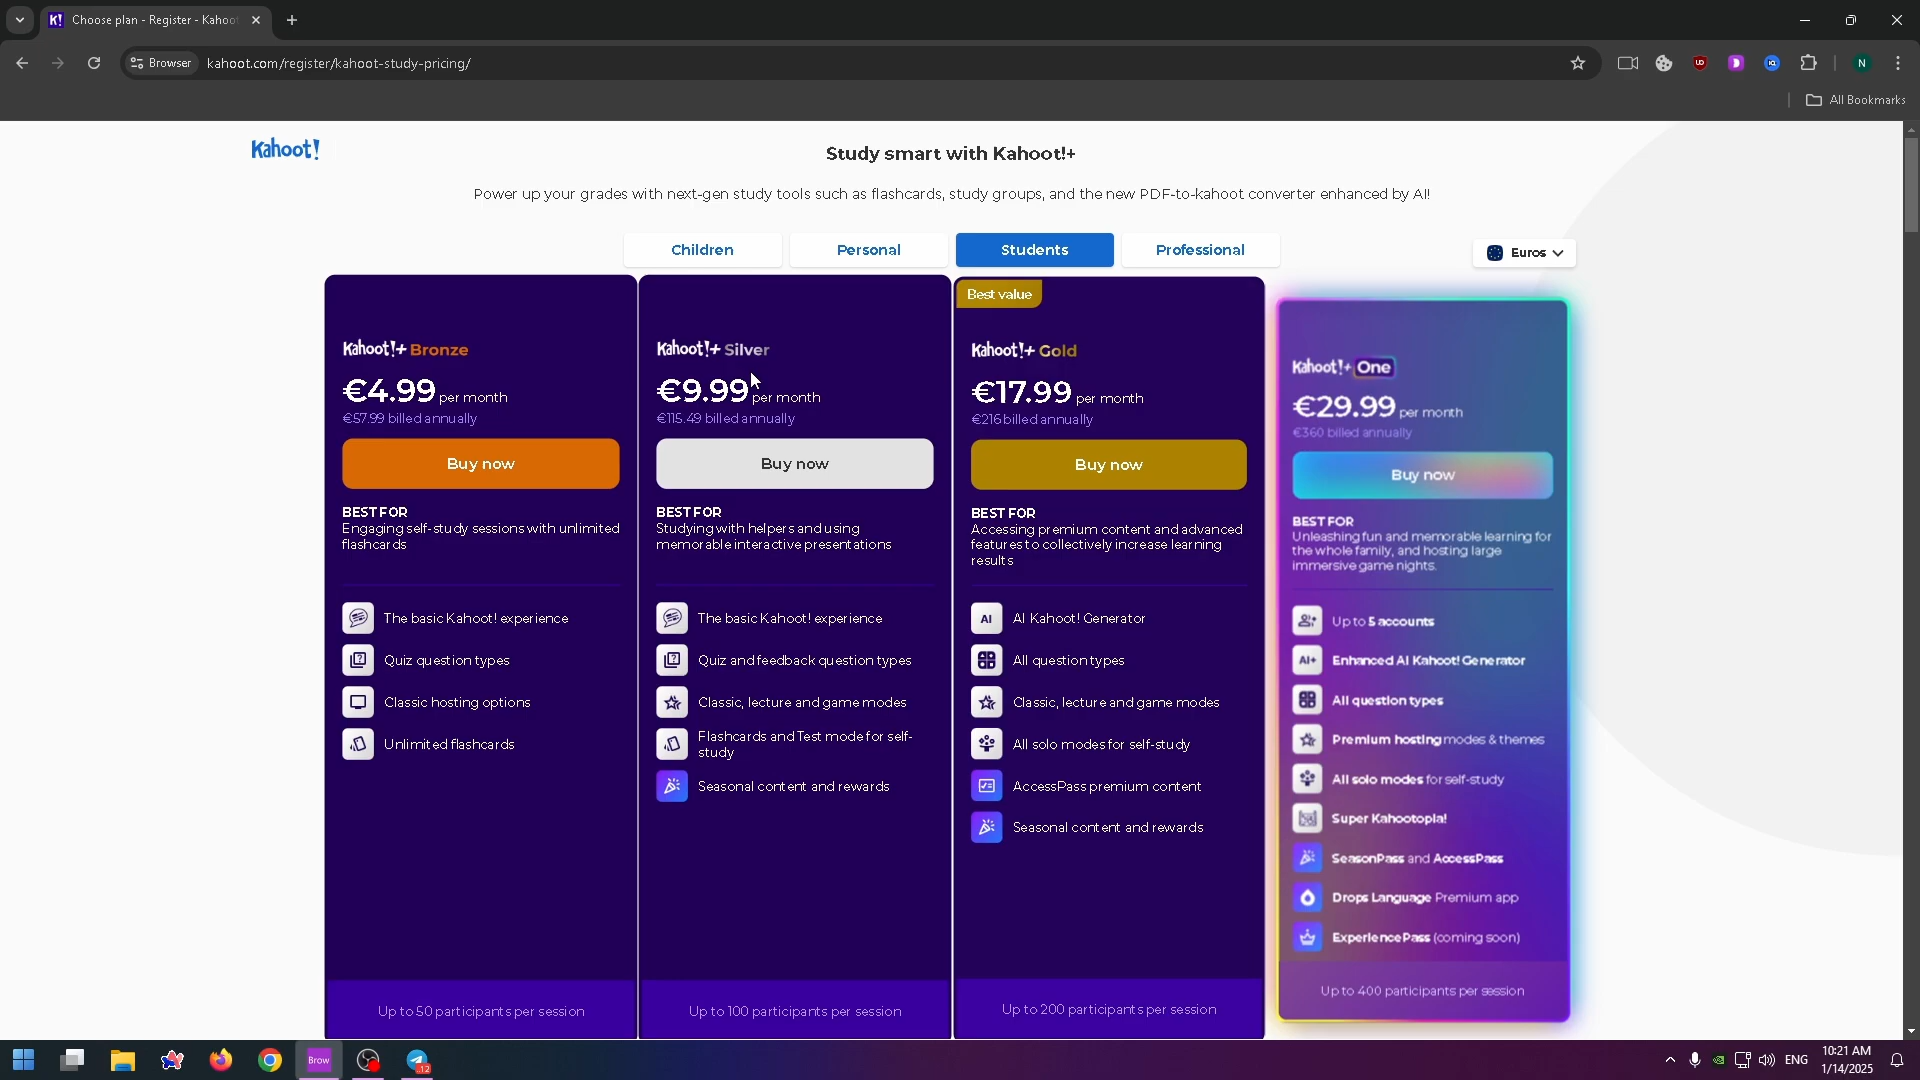 Choose plan - Register - Kahoot
Browser
kahoot.com/register/kahoot-study-pricing/
N
All Bookmarks
Kahoot!
Study smart with Kahoot!+
Power up your grades with next-gen study tools such as flashcards, study groups, and the new PDF-to-kahoot converter enhanced by AI!
Children
Personal
Students
Professional
Euros
Kahoot!+ Bronze
€4.99 per month
€57.99 billed annually
Buy now
BEST FOR
Engaging self-study sessions with unlimited
flashcards
The basic Kahoot! experience
Quiz question types
Classic hosting options
Unlimited flashcards
Up to 50 participants per session
Kahoot!+ Silver
€9.99 per month
€115.49 billed annually
Buy now
BEST FOR
Studying with helpers and using
memorable interactive presentations
The basic Kahoot! experience
Quiz and feedback question types
Classic, lecture and game modes
Flashcards and Test mode for self-
study
Seasonal content and rewards
Up to 100 participants per session
Best value
Kahoot!+ Gold
€17.99 per month
€216 billed annually
Buy now
BEST FOR
Accessing premium content and advanced
features to collectively increase learning
results
AI
AI Kahoot! Generator
All question types
Classic, lecture and game modes
All solo modes for self-study
AccessPass premium content
Seasonal content and rewards
Up to 200 participants per session
Kahoot!+ One
€29.99 per month
€360 billed annually
Buy now
BEST FOR
Unleashing fun and memorable learning for
the whole family, and hosting large
immersive game nights.
Up to 5 accounts
AI+
Enhanced AI Kahoot! Generator
All question types
Premium hosting modes & themes
All solo modes for self-study
Super Kahootopia!
SeasonPass and AccessPass
Drops Language Premium app
ExperiencePass (coming soon)
Up to 400 participants per session
Brow
12
ENG
10:21 AM
1/14/2025